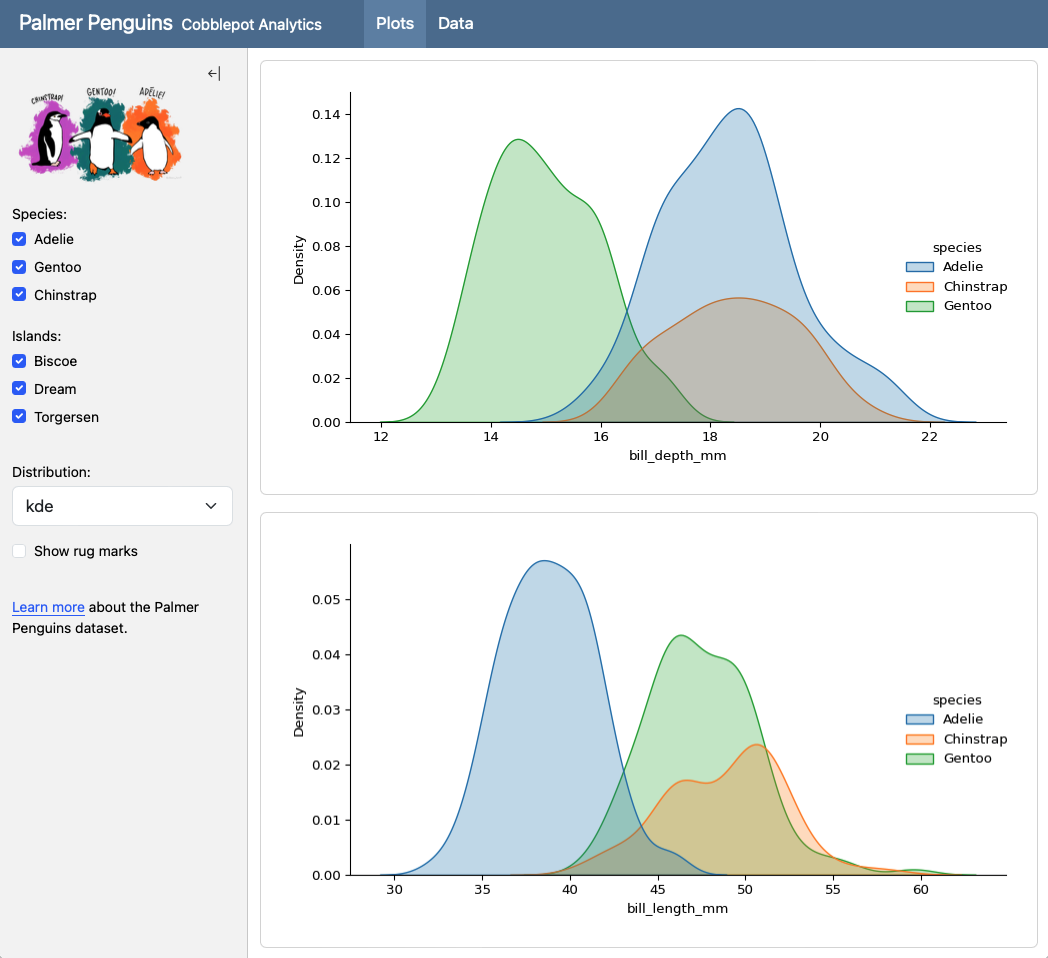 Palmer Penguins Cobblepot Analytics Plots Data
CHINSTRAP! GENTOO! ADÉLIE!
Species:
Adelie
Gentoo
Chinstrap
Islands:
Biscoe
Dream
Torgersen
Distribution:
kde
Show rug marks
Learn more about the Palmer
Penguins dataset.
0.14
0.12
0.10
0.08
0.06
0.04
0.02
0.00
Density
12 14 16 18 20 22
bill_depth_mm
species
Adelie
Chinstrap
Gentoo
0.05
0.04
0.03
0.02
0.01
0.00
Density
30 35 40 45 50 55 60
bill_length_mm
species
Adelie
Chinstrap
Gentoo